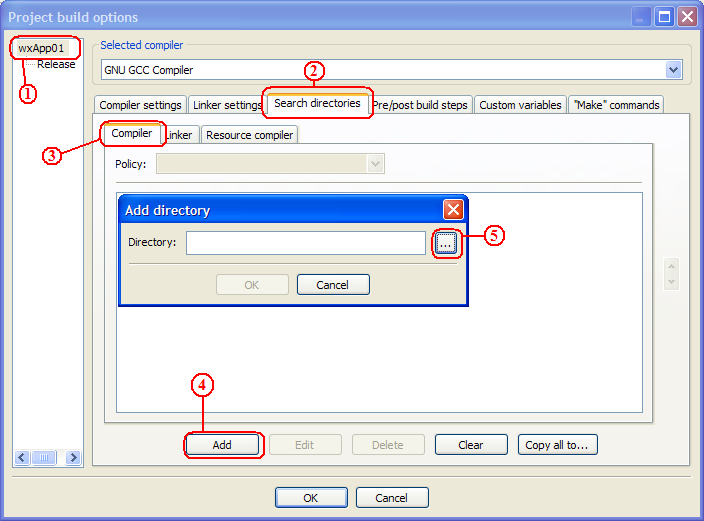 Project build options
wxApp01
Release
1
Selected compiler
GNU GCC Compiler
2
Compiler settings Linker settings Search directories Pre/post build steps Custom variables "Make" commands
3
Compiler Linker Resource compiler
Policy:
Add directory
Directory: ... 5
OK Cancel
4
Add Edit Delete Clear Copy all to...
OK Cancel